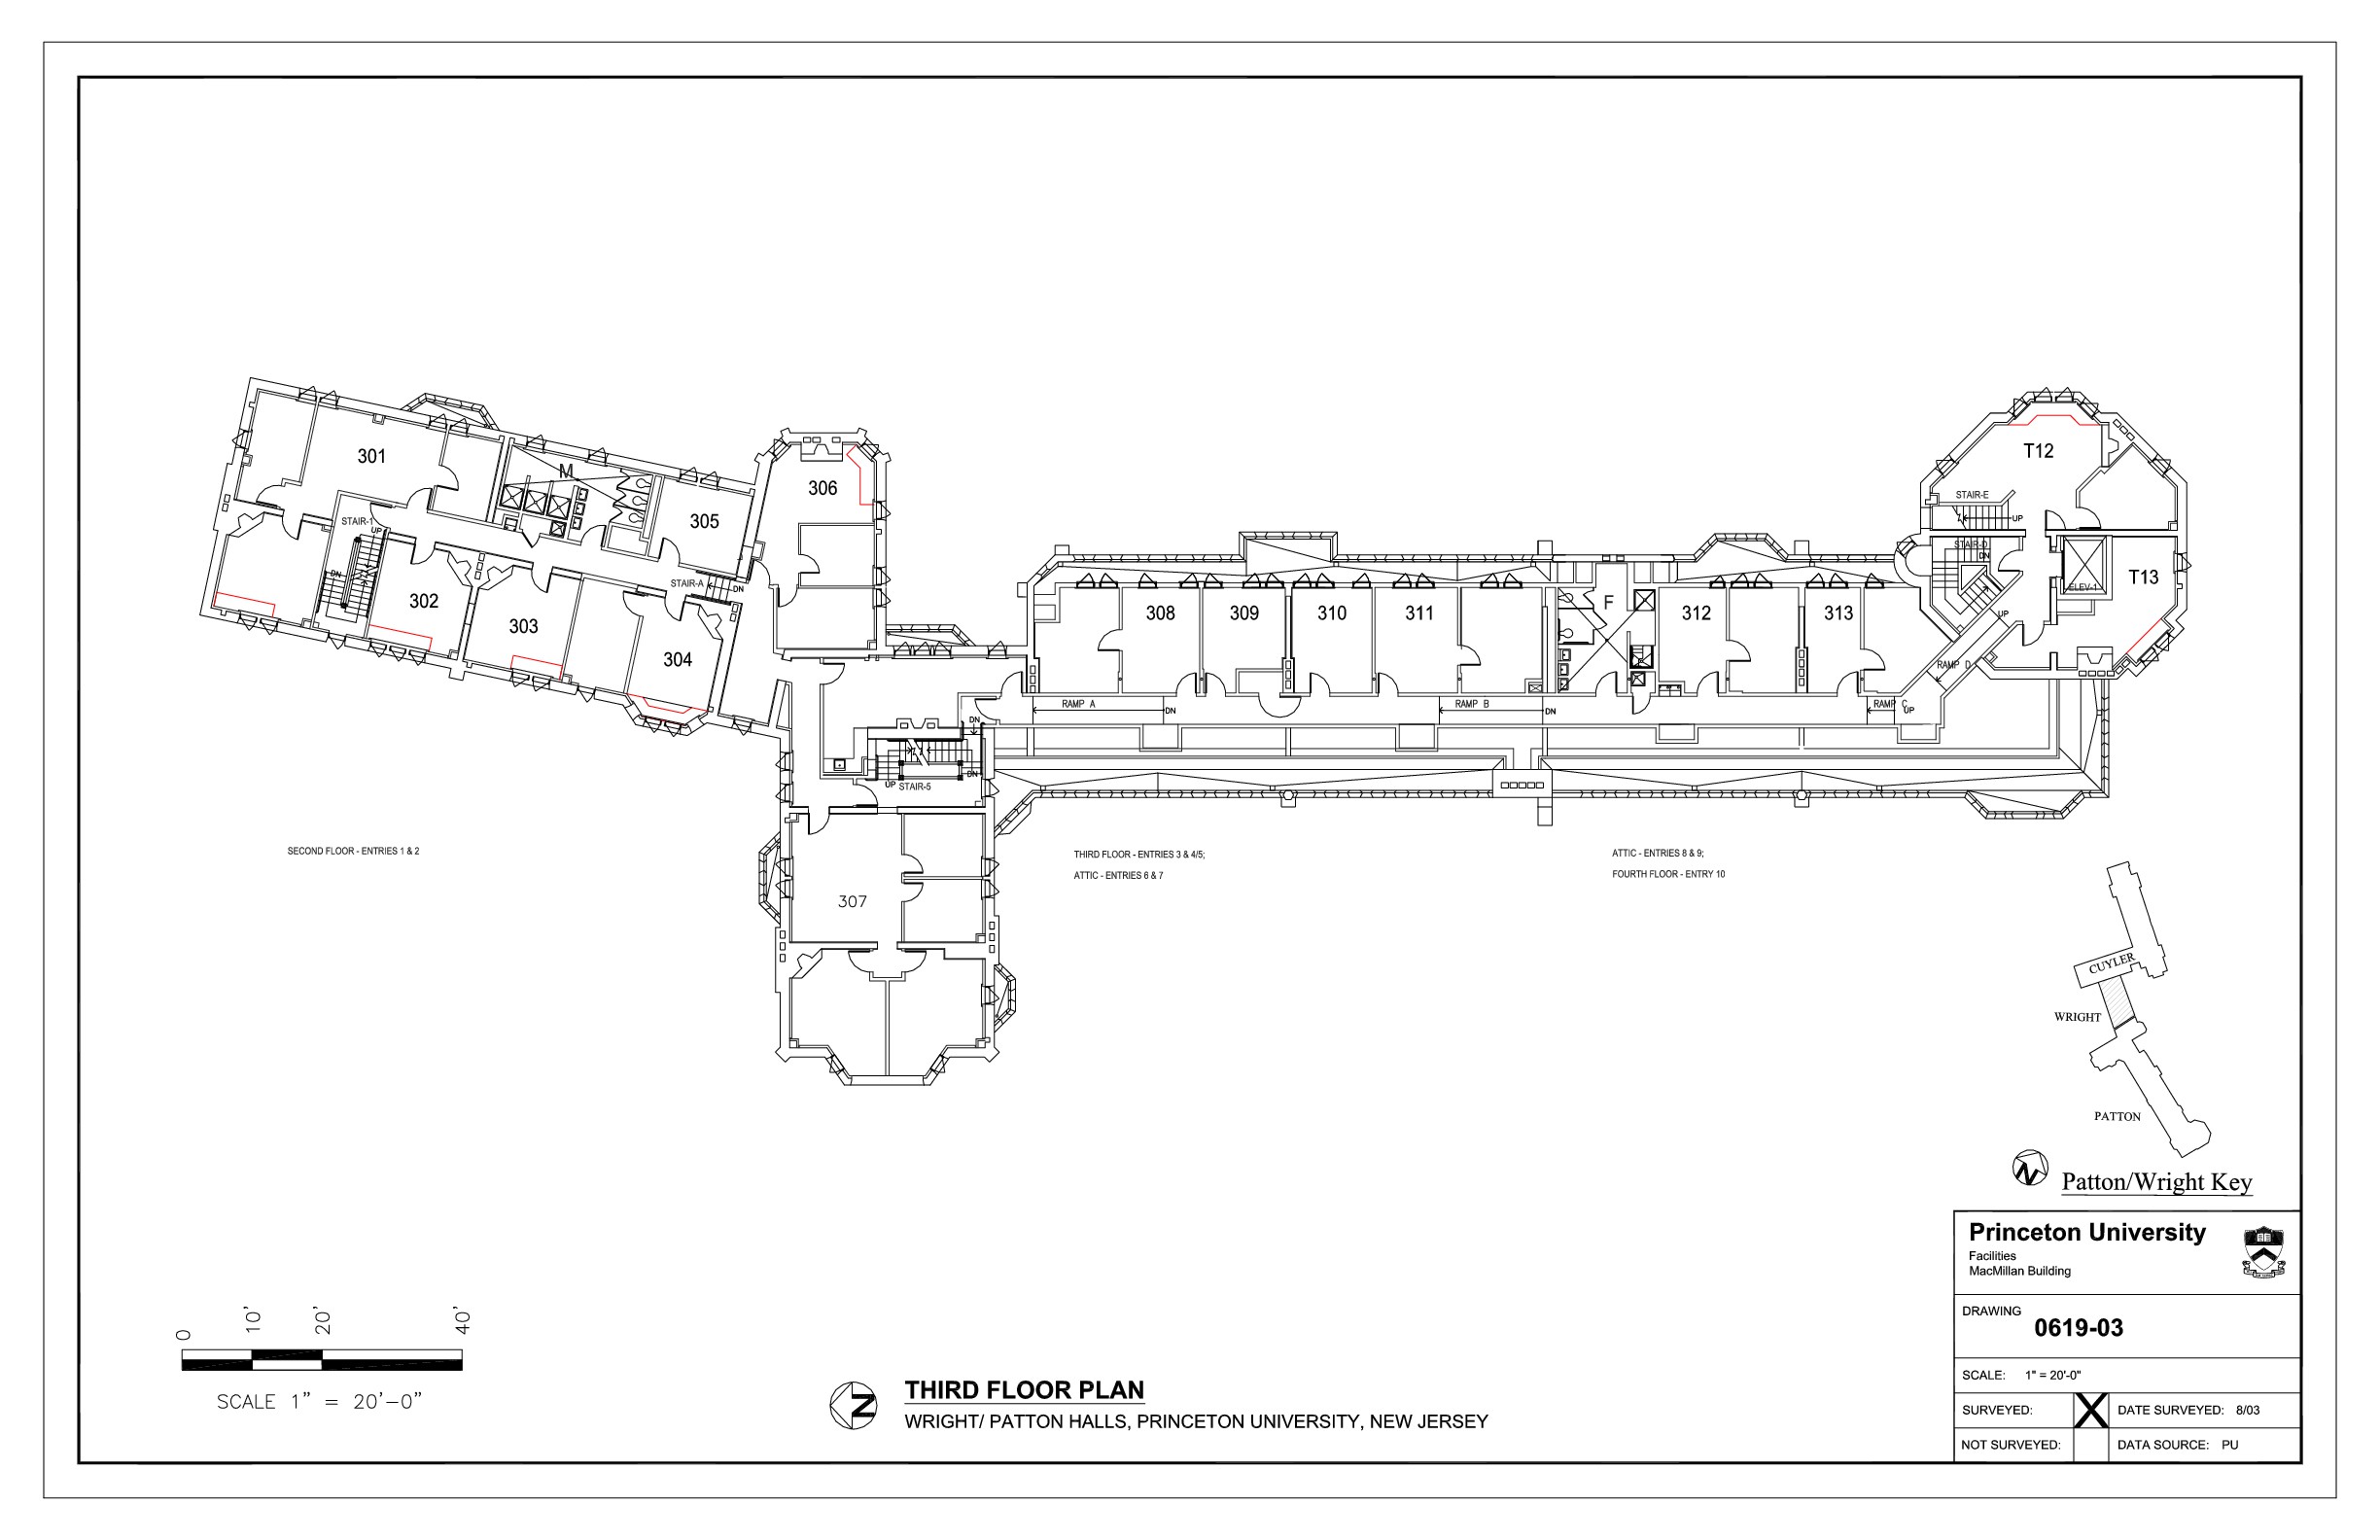 301
M
STAIR-1
UP
DN
302
303
304
305
STAIR-A
DN
306
308
309
310
311
F
312
313
T12
STAIR-E
UP
STAIR-D
DN
ELEV-1
T13
UP
RAMP D
RAMP A
DN
RAMP B
DN
RAMP C
UP
DN
DN
UP
STAIR-5
307
SECOND FLOOR - ENTRIES 1 & 2
THIRD FLOOR - ENTRIES 3 & 4/5;
ATTIC - ENTRIES 6 & 7
ATTIC - ENTRIES 8 & 9;
FOURTH FLOOR - ENTRY 10
CUYLER
WRIGHT
PATTON
N
Patton/Wright Key
Princeton University
Facilities
MacMillan Building
DRAWING
0619-03
SCALE: 1" = 20'-0"
SURVEYED: X DATE SURVEYED: 8/03
NOT SURVEYED: DATA SOURCE: PU
0 10' 20' 40'
SCALE 1" = 20'-0"
N
THIRD FLOOR PLAN
WRIGHT/ PATTON HALLS, PRINCETON UNIVERSITY, NEW JERSEY